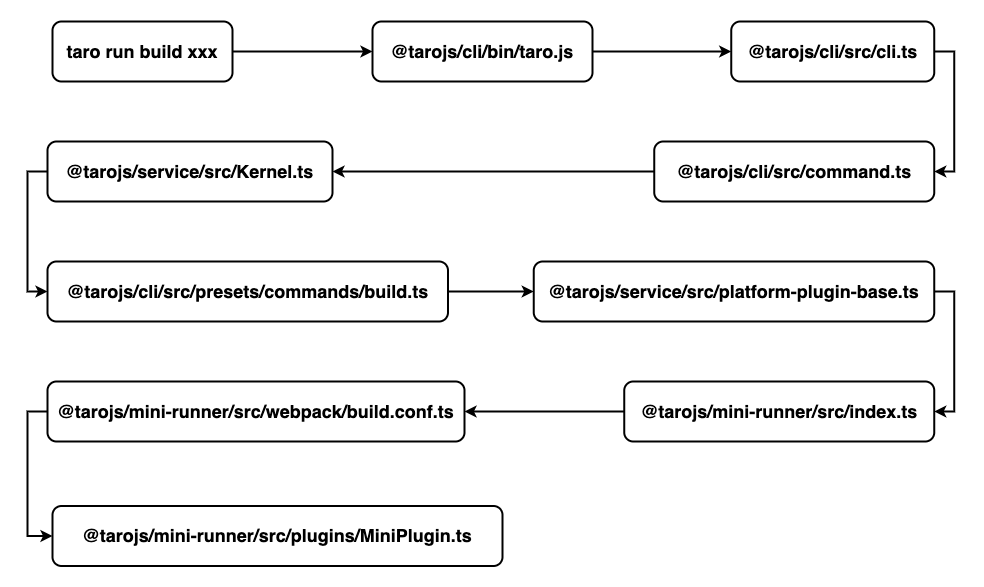 taro run build xxx
@tarojs/cli/bin/taro.js
@tarojs/cli/src/cli.ts
@tarojs/service/src/Kernel.ts
@tarojs/cli/src/command.ts
@tarojs/cli/src/presets/commands/build.ts
@tarojs/service/src/platform-plugin-base.ts
@tarojs/mini-runner/src/webpack/build.conf.ts
@tarojs/mini-runner/src/index.ts
@tarojs/mini-runner/src/plugins/MiniPlugin.ts